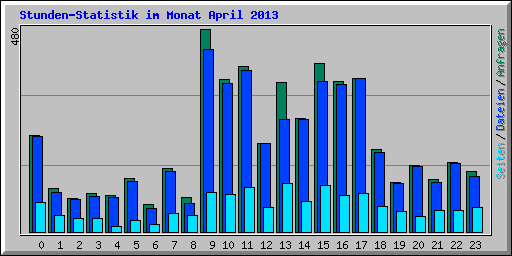 Stunden-Statistik im Monat April 2013
480
Seiten / Dateien / Anfragen
0 1 2 3 4 5 6 7 8 9 10 11 12 13 14 15 16 17 18 19 20 21 22 23